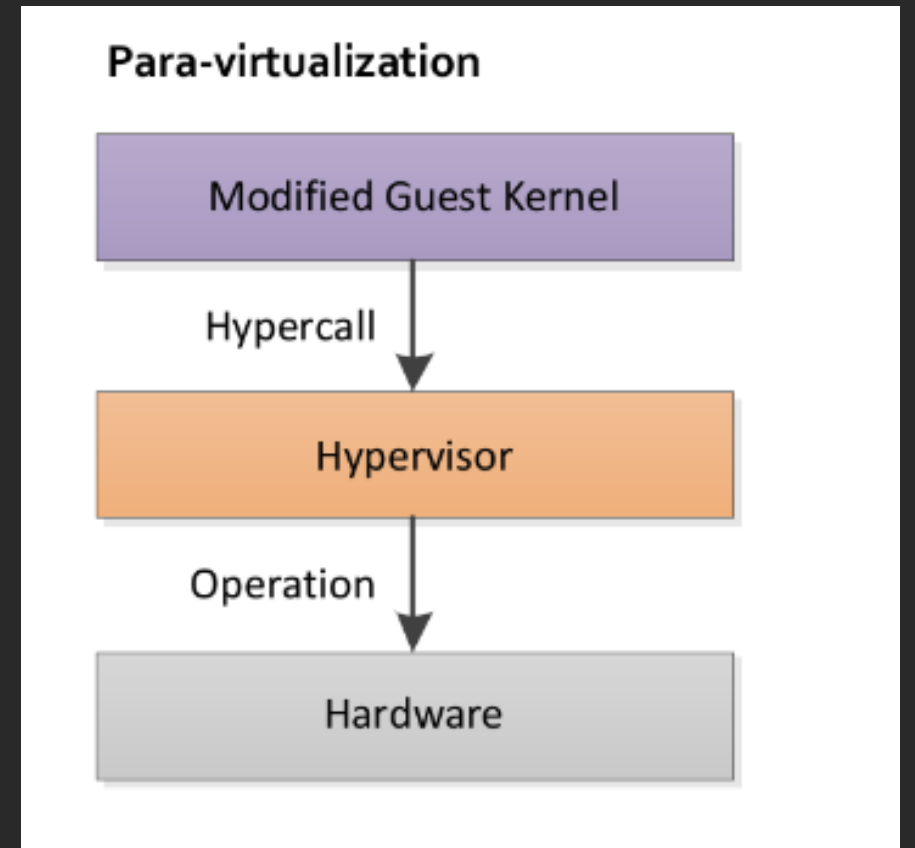 Para-virtualization
Modified Guest Kernel
Hypercall
Hypervisor
Operation
Hardware